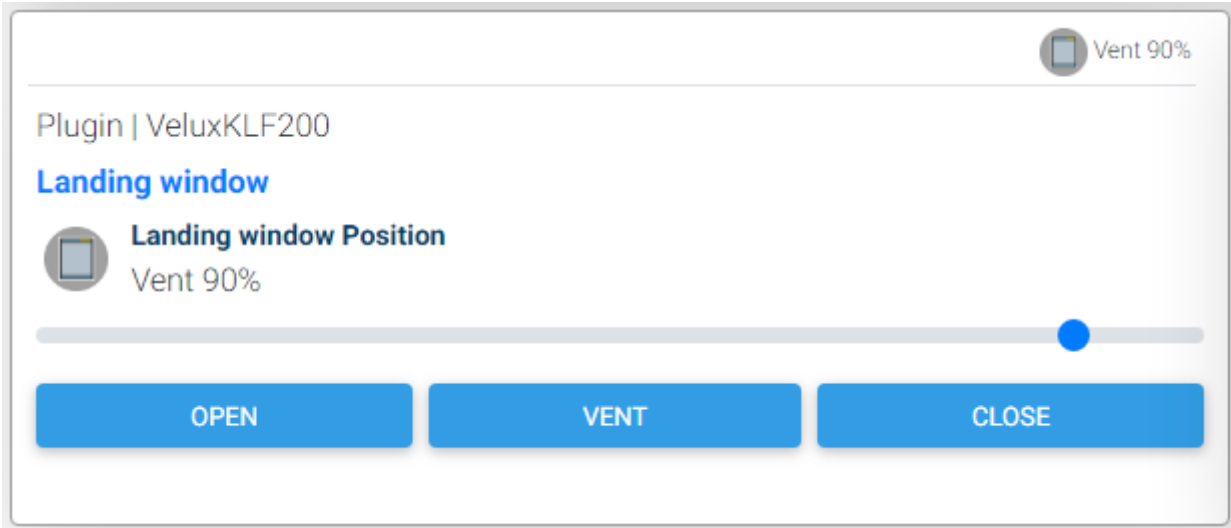 Vent 90%
Plugin | VeluxKLF200
Landing window
Landing window Position
Vent 90%
OPEN VENT CLOSE